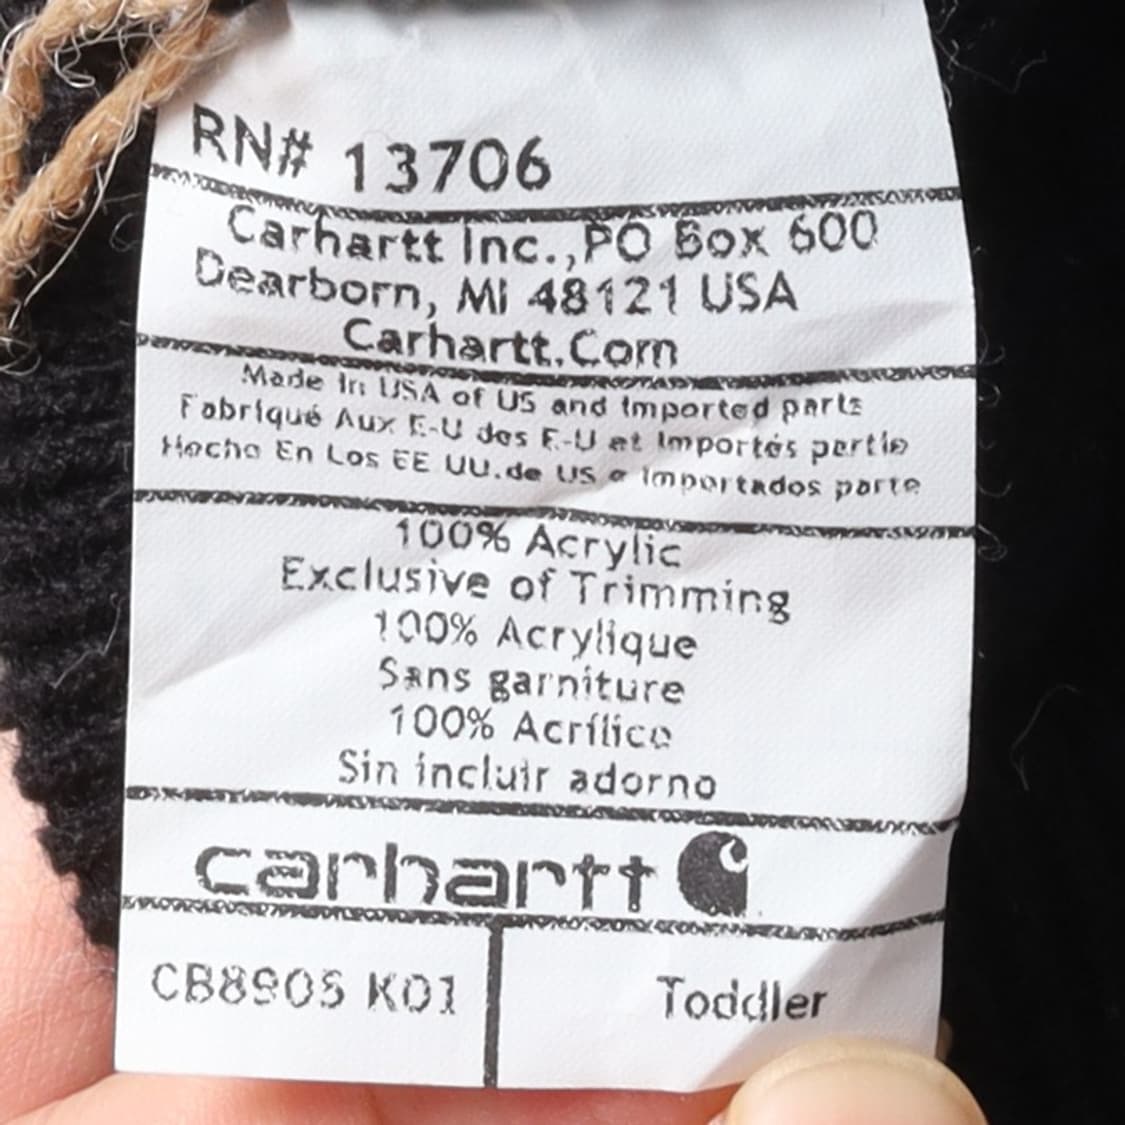 RN# 13706
Carhartt Inc.,PO Box 600
Dearborn, MI 48121 USA
Carhartt.Com
Made In USA of US and Imported parts
Fabriqué Aux E-U des E-U et Importés partie
Hecho En Los EE UU.de US e Importados parte
100% Acrylic
Exclusive of Trimming
100% Acrylique
Sans garniture
100% Acrílico
Sin incluir adorno
carhartt
CB8905 K01
Toddler